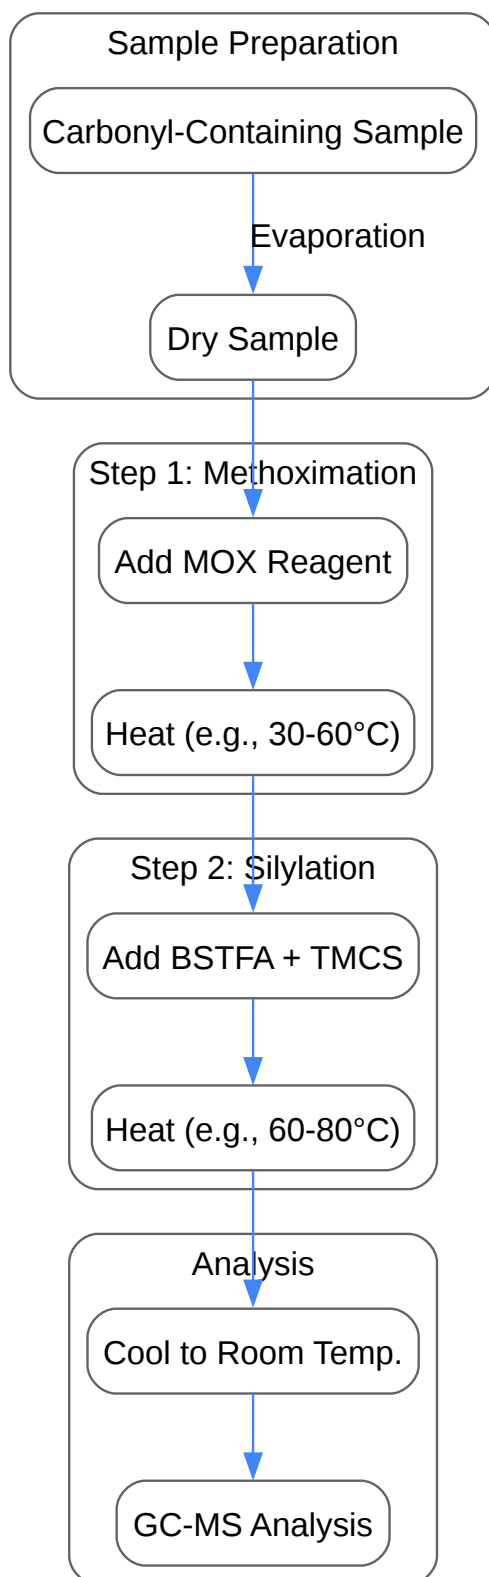 Sample Preparation
Carbonyl-Containing Sample
Evaporation
Dry Sample
Step 1: Methoximation
Add MOX Reagent
Heat (e.g., 30-60°C)
Step 2: Silylation
Add BSTFA + TMCS
Heat (e.g., 60-80°C)
Analysis
Cool to Room Temp.
GC-MS Analysis